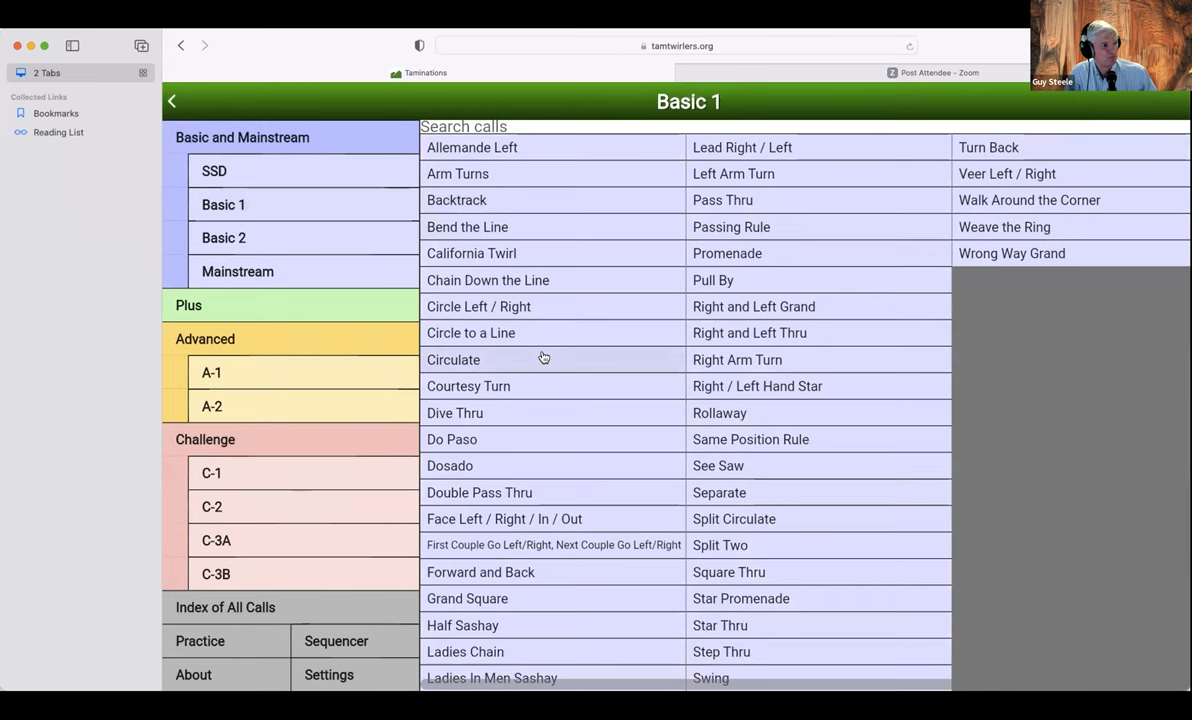 2 Tabs
Collected Links
Bookmarks
Reading List
tamtwirlers.org
Taminations
Z Post Attendee - Zoom
Guy Steele
Basic 1
Basic and Mainstream
SSD
Basic 1
Basic 2
Mainstream
Plus
Advanced
A-1
A-2
Challenge
C-1
C-2
C-3A
C-3B
Index of All Calls
Practice
Sequencer
About
Settings
Search calls
Allemande Left
Arm Turns
Backtrack
Bend the Line
California Twirl
Chain Down the Line
Circle Left / Right
Circle to a Line
Circulate
Courtesy Turn
Dive Thru
Do Paso
Dosado
Double Pass Thru
Face Left / Right / In / Out
First Couple Go Left/Right, Next Couple Go Left/Right
Forward and Back
Grand Square
Half Sashay
Ladies Chain
Ladies In Men Sashay
Lead Right / Left
Left Arm Turn
Pass Thru
Passing Rule
Promenade
Pull By
Right and Left Grand
Right and Left Thru
Right Arm Turn
Right / Left Hand Star
Rollaway
Same Position Rule
See Saw
Separate
Split Circulate
Split Two
Square Thru
Star Promenade
Star Thru
Step Thru
Swing
Turn Back
Veer Left / Right
Walk Around the Corner
Weave the Ring
Wrong Way Grand